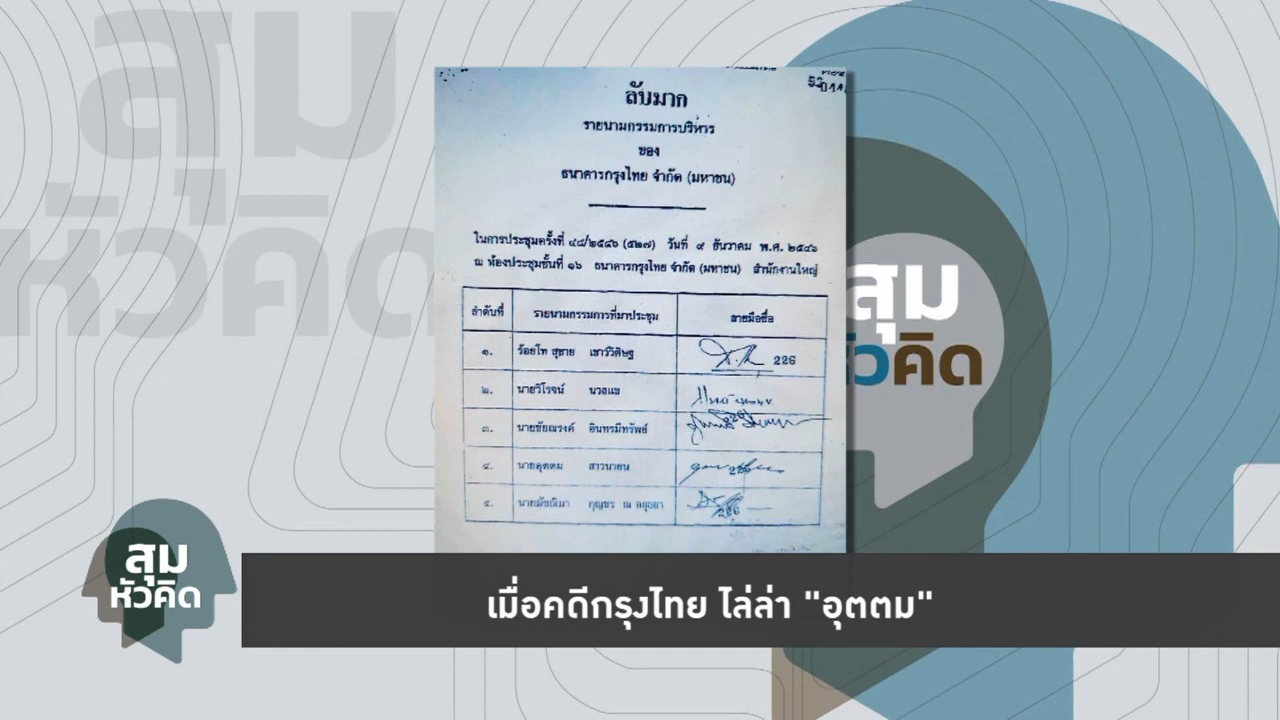 สุม
หัวคิด
ลับมาก
รายนามกรรมการบริหาร
ของ
ธนาคารกรุงไทย จำกัด (มหาชน)
ในการประชุมครั้งที่ ๔๘/๒๕๔๖ (๕๒๗) วันที่ ๙ ธันวาคม พ.ศ. ๒๕๔๖
ณ ห้องประชุมชั้นที่ ๑๖ ธนาคารกรุงไทย จำกัด (มหาชน) สำนักงานใหญ่
ลำดับที่ รายนามกรรมการที่มาประชุม ลายมือชื่อ
๑. ร้อยโท สุชาย เชาว์วิศิษฐ 226
๒. นายวิโรจน์ นวลแข
๓. นายชัยณรงค์ อินทรมีทรัพย์
๔. นายอุตตม สาวนายน
๕. นายมัชฌิมา กุญชร ณ อยุธยา 226
สุม
หัวคิด
สุม
หัวคิด
เมื่อคดีกรุงไทย ไล่ล่า "อุตตม"